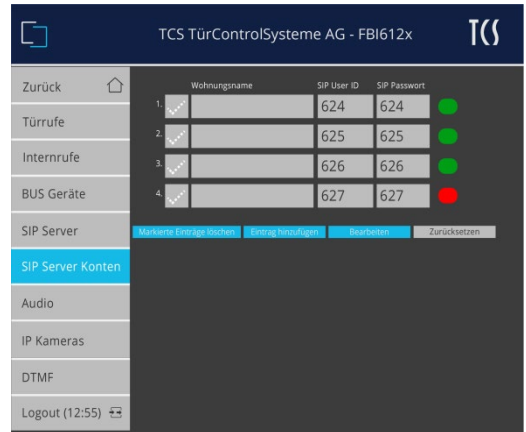 TCS TürControlSysteme AG - FBI612x
TCS
Zurück
Türrufe
Internrufe
BUS Geräte
SIP Server
SIP Server Konten
Audio
IP Kameras
DTMF
Logout (12:55)
Wohnungsname SIP User ID SIP Passwort
1. 624 624
2. 625 625
3. 626 626
4. 627 627
Markierte Einträge löschen Eintrag hinzufügen Bearbeiten Zurücksetzen